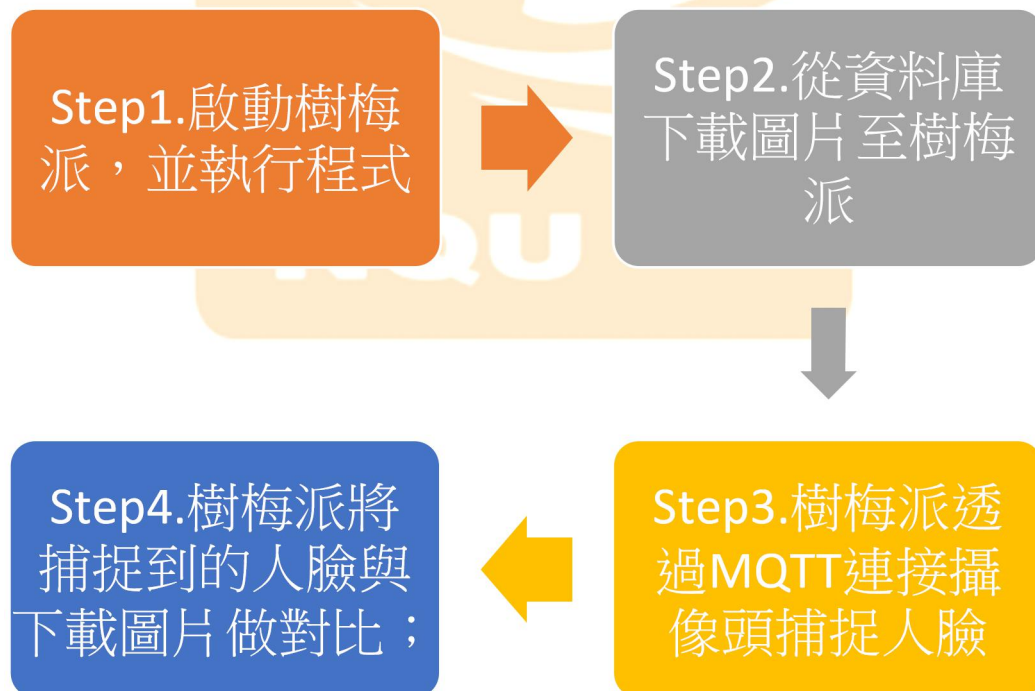 Step1.啟動樹梅
派，並執行程式
Step2.從資料庫
下載圖片至樹梅
派
NQU
Step3.樹梅派透
過MQTT連接攝
像頭捕捉人臉
Step4.樹梅派將
捕捉到的人臉與
下載圖片做對比；